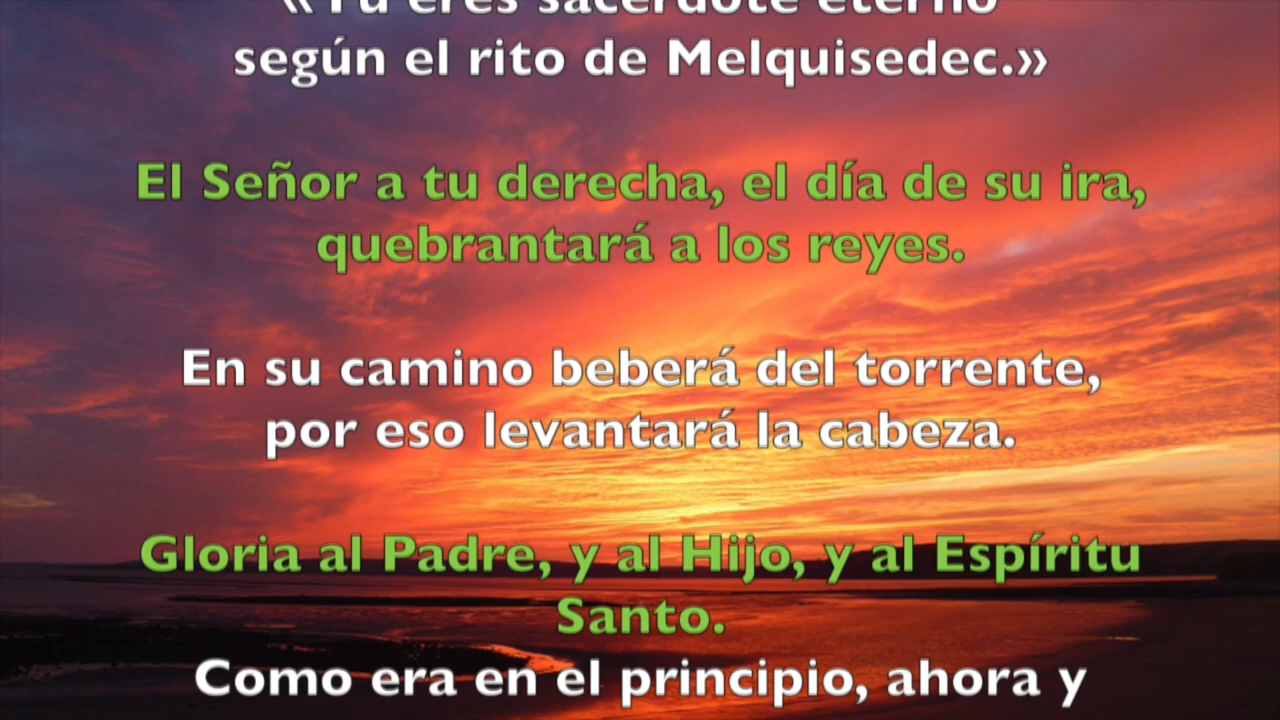 «Tú eres sacerdote eterno
según el rito de Melquisedec.»
El Señor a tu derecha, el día de su ira,
quebrantará a los reyes.
En su camino beberá del torrente,
por eso levantará la cabeza.
Gloria al Padre, y al Hijo, y al Espíritu
Santo.
Como era en el principio, ahora y